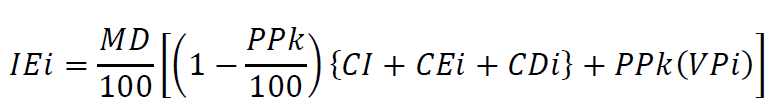 IEi = MD/100 [(1 − PPk/100) {CI + CEi + CDi} + PPk(VPi)]